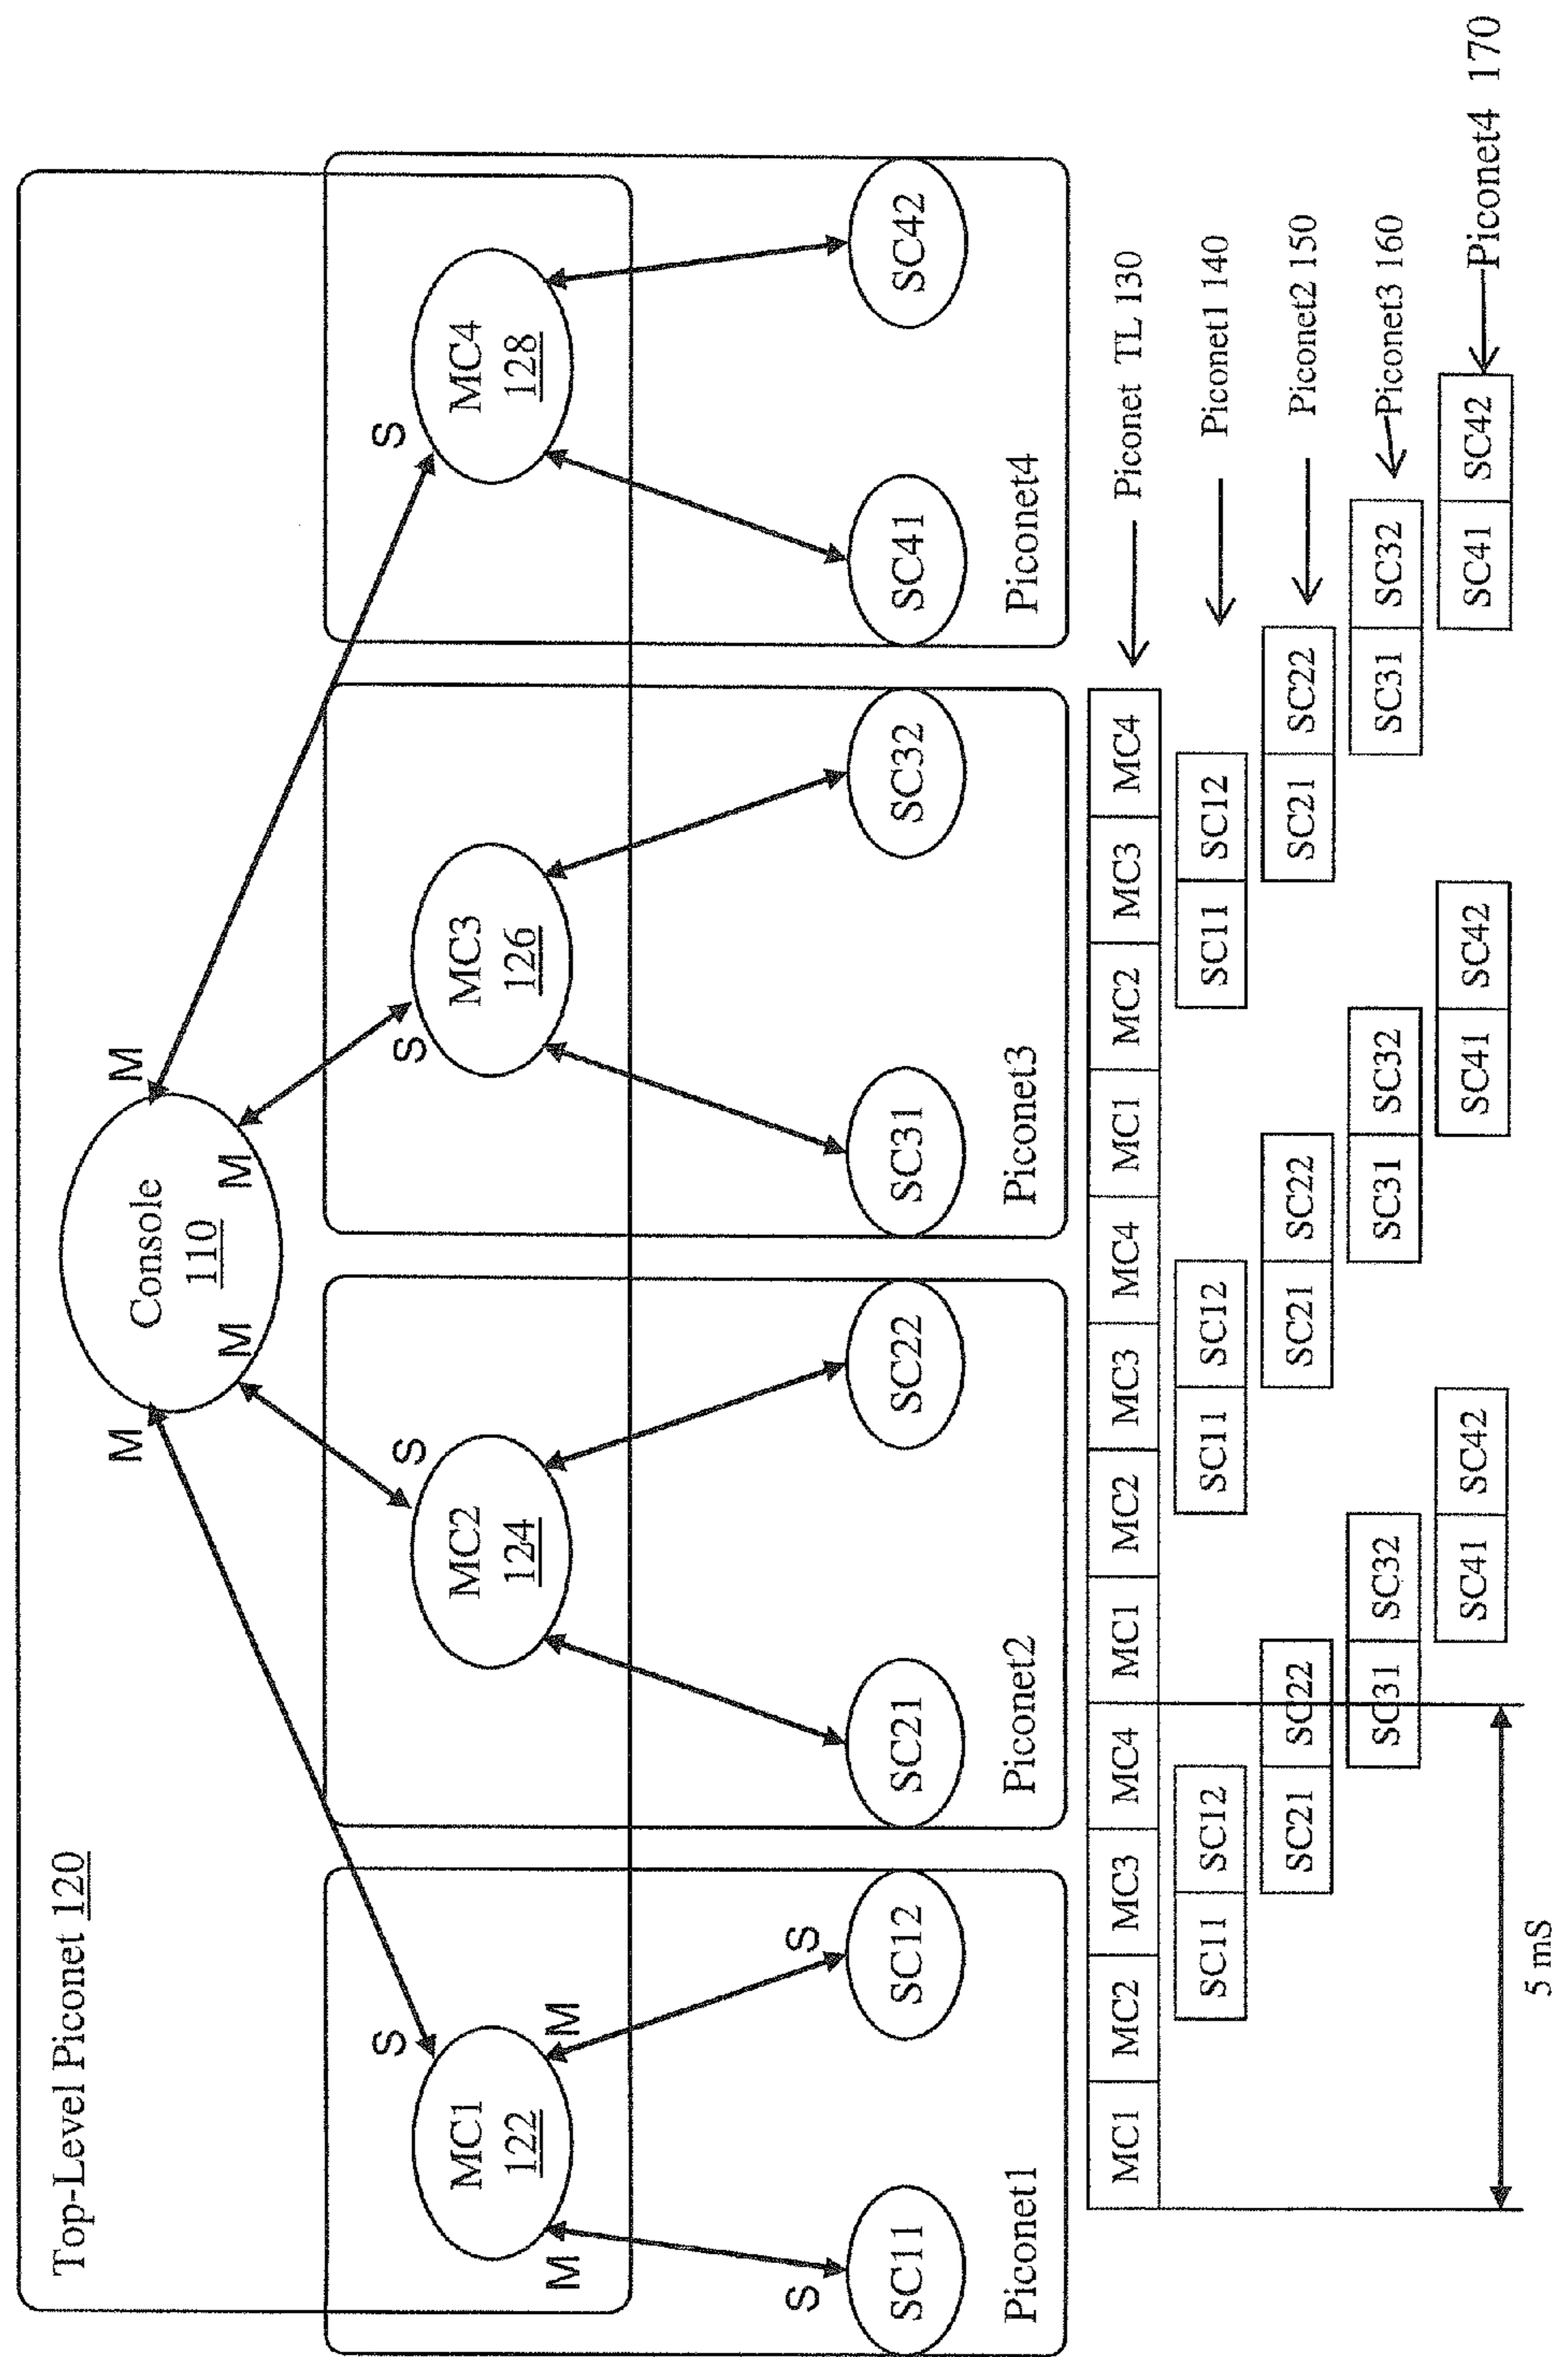 Top-Level Piconet 120
Console
110
M
M
M
M
S
S
S
S
MC1
122
MC2
124
MC3
126
MC4
128
M
M
S
S
SC11
SC12
SC21
SC22
SC31
SC32
SC41
SC42
Piconet1
Piconet2
Piconet3
Piconet4
MC1 MC2 MC3 MC4 MC1 MC2 MC3 MC4 MC1 MC2 MC3 MC4 Piconet TL 130
SC11 SC12 SC11 SC12 SC11 SC12 Piconet1 140
SC21 SC22 SC21 SC22 SC21 SC22 Piconet2 150
SC31 SC32 SC31 SC32 SC31 SC32 Piconet3 160
SC41 SC42 SC41 SC42 SC41 SC42 Piconet4 170
5 mS